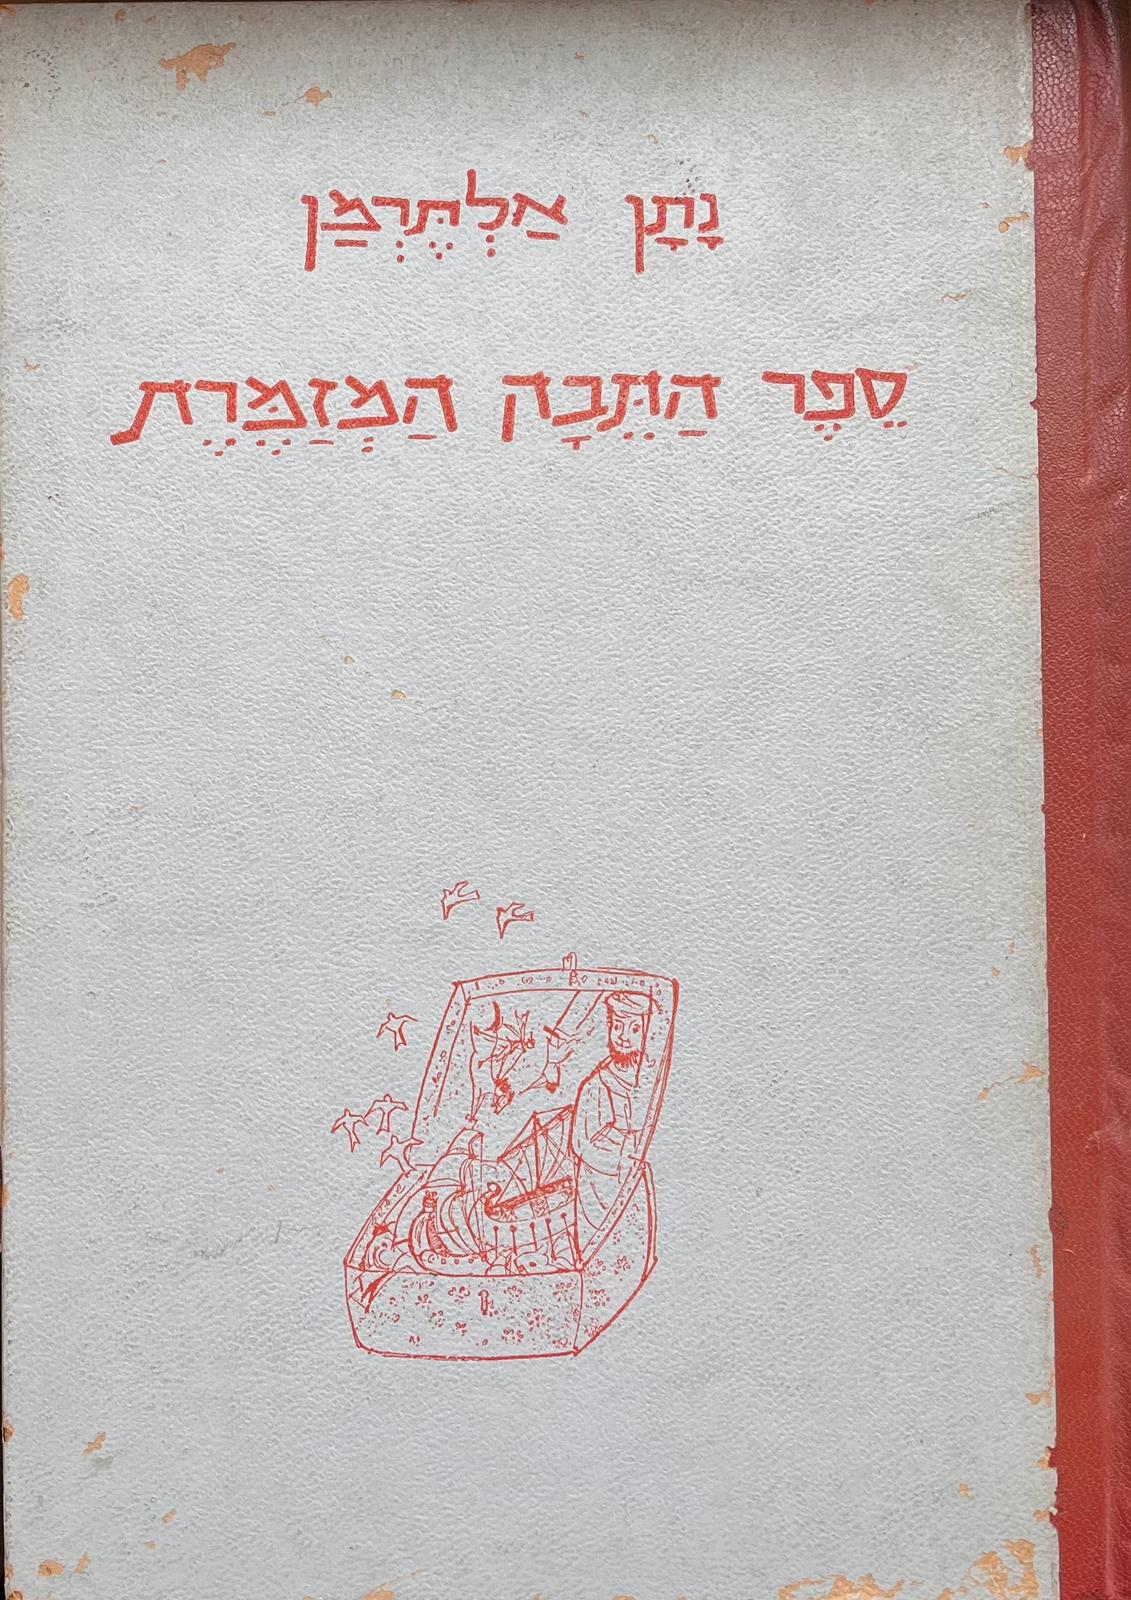 נָתָן אַלְתֶּרְמַן
סֵפֶר הַתֵּבָה הַמְזַמֶּרֶת